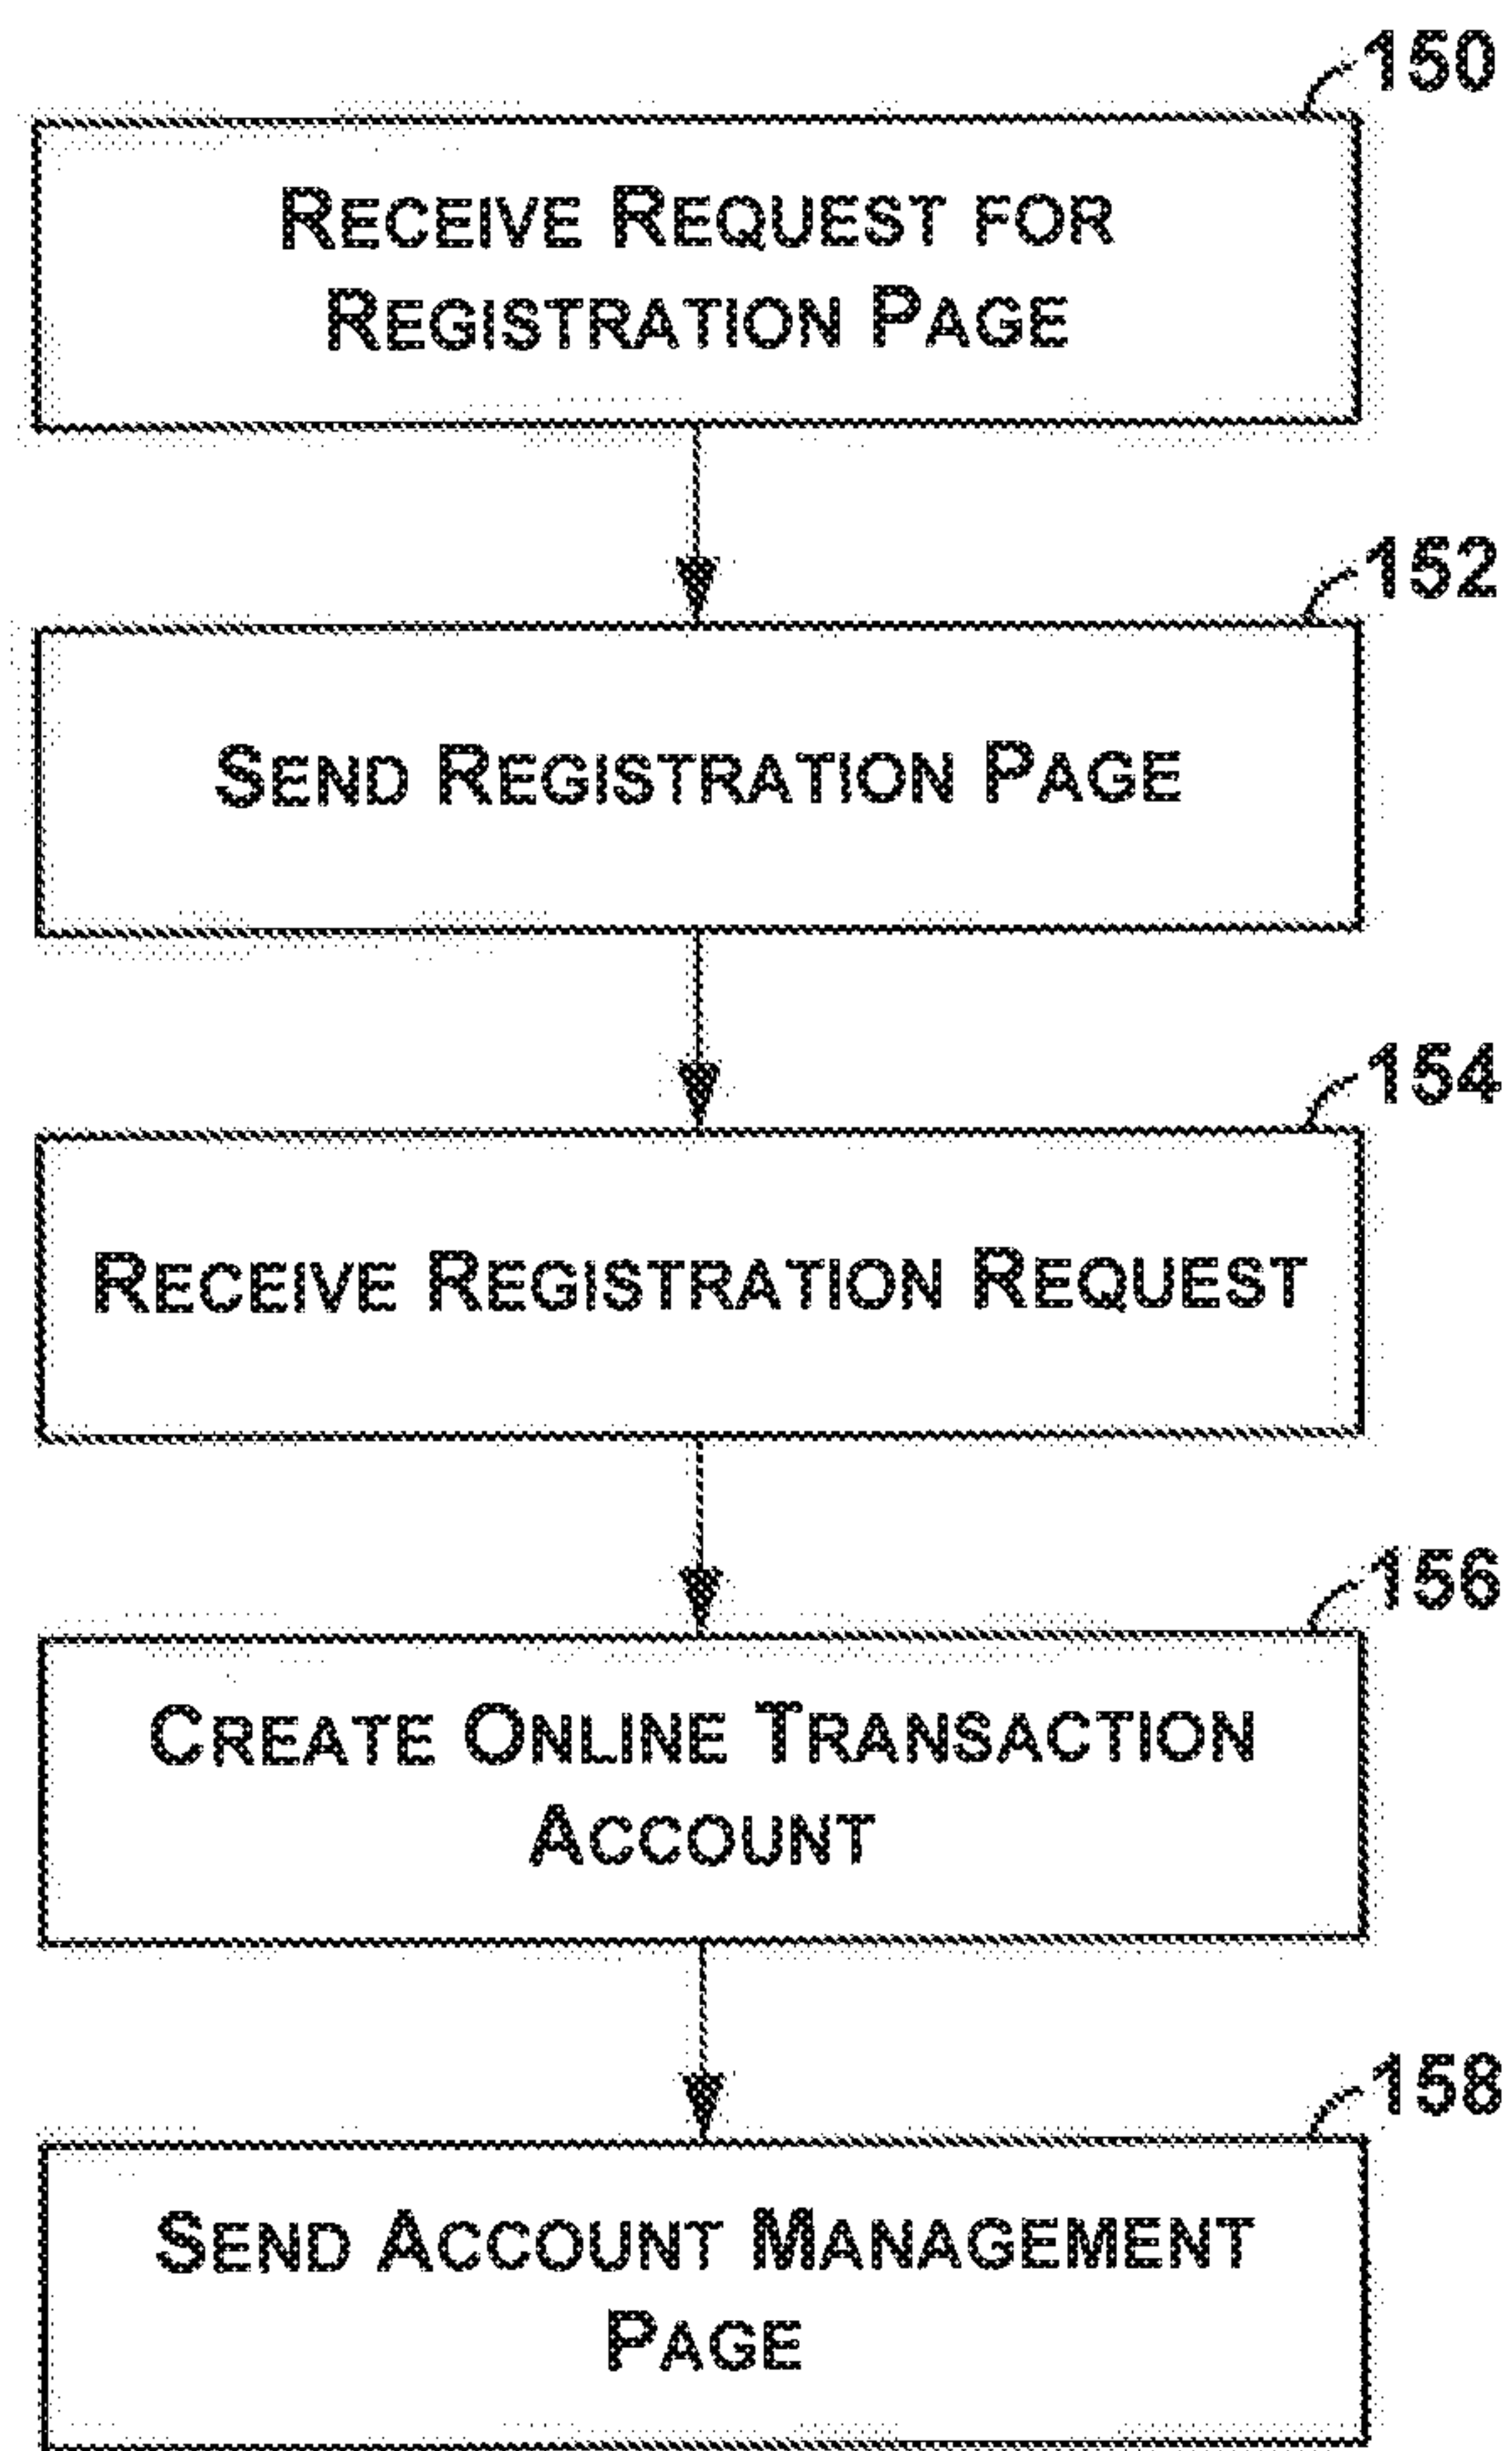 150
RECEIVE REQUEST FOR
REGISTRATION PAGE
152
SEND REGISTRATION PAGE
154
RECEIVE REGISTRATION REQUEST
156
CREATE ONLINE TRANSACTION
ACCOUNT
158
SEND ACCOUNT MANAGEMENT
PAGE